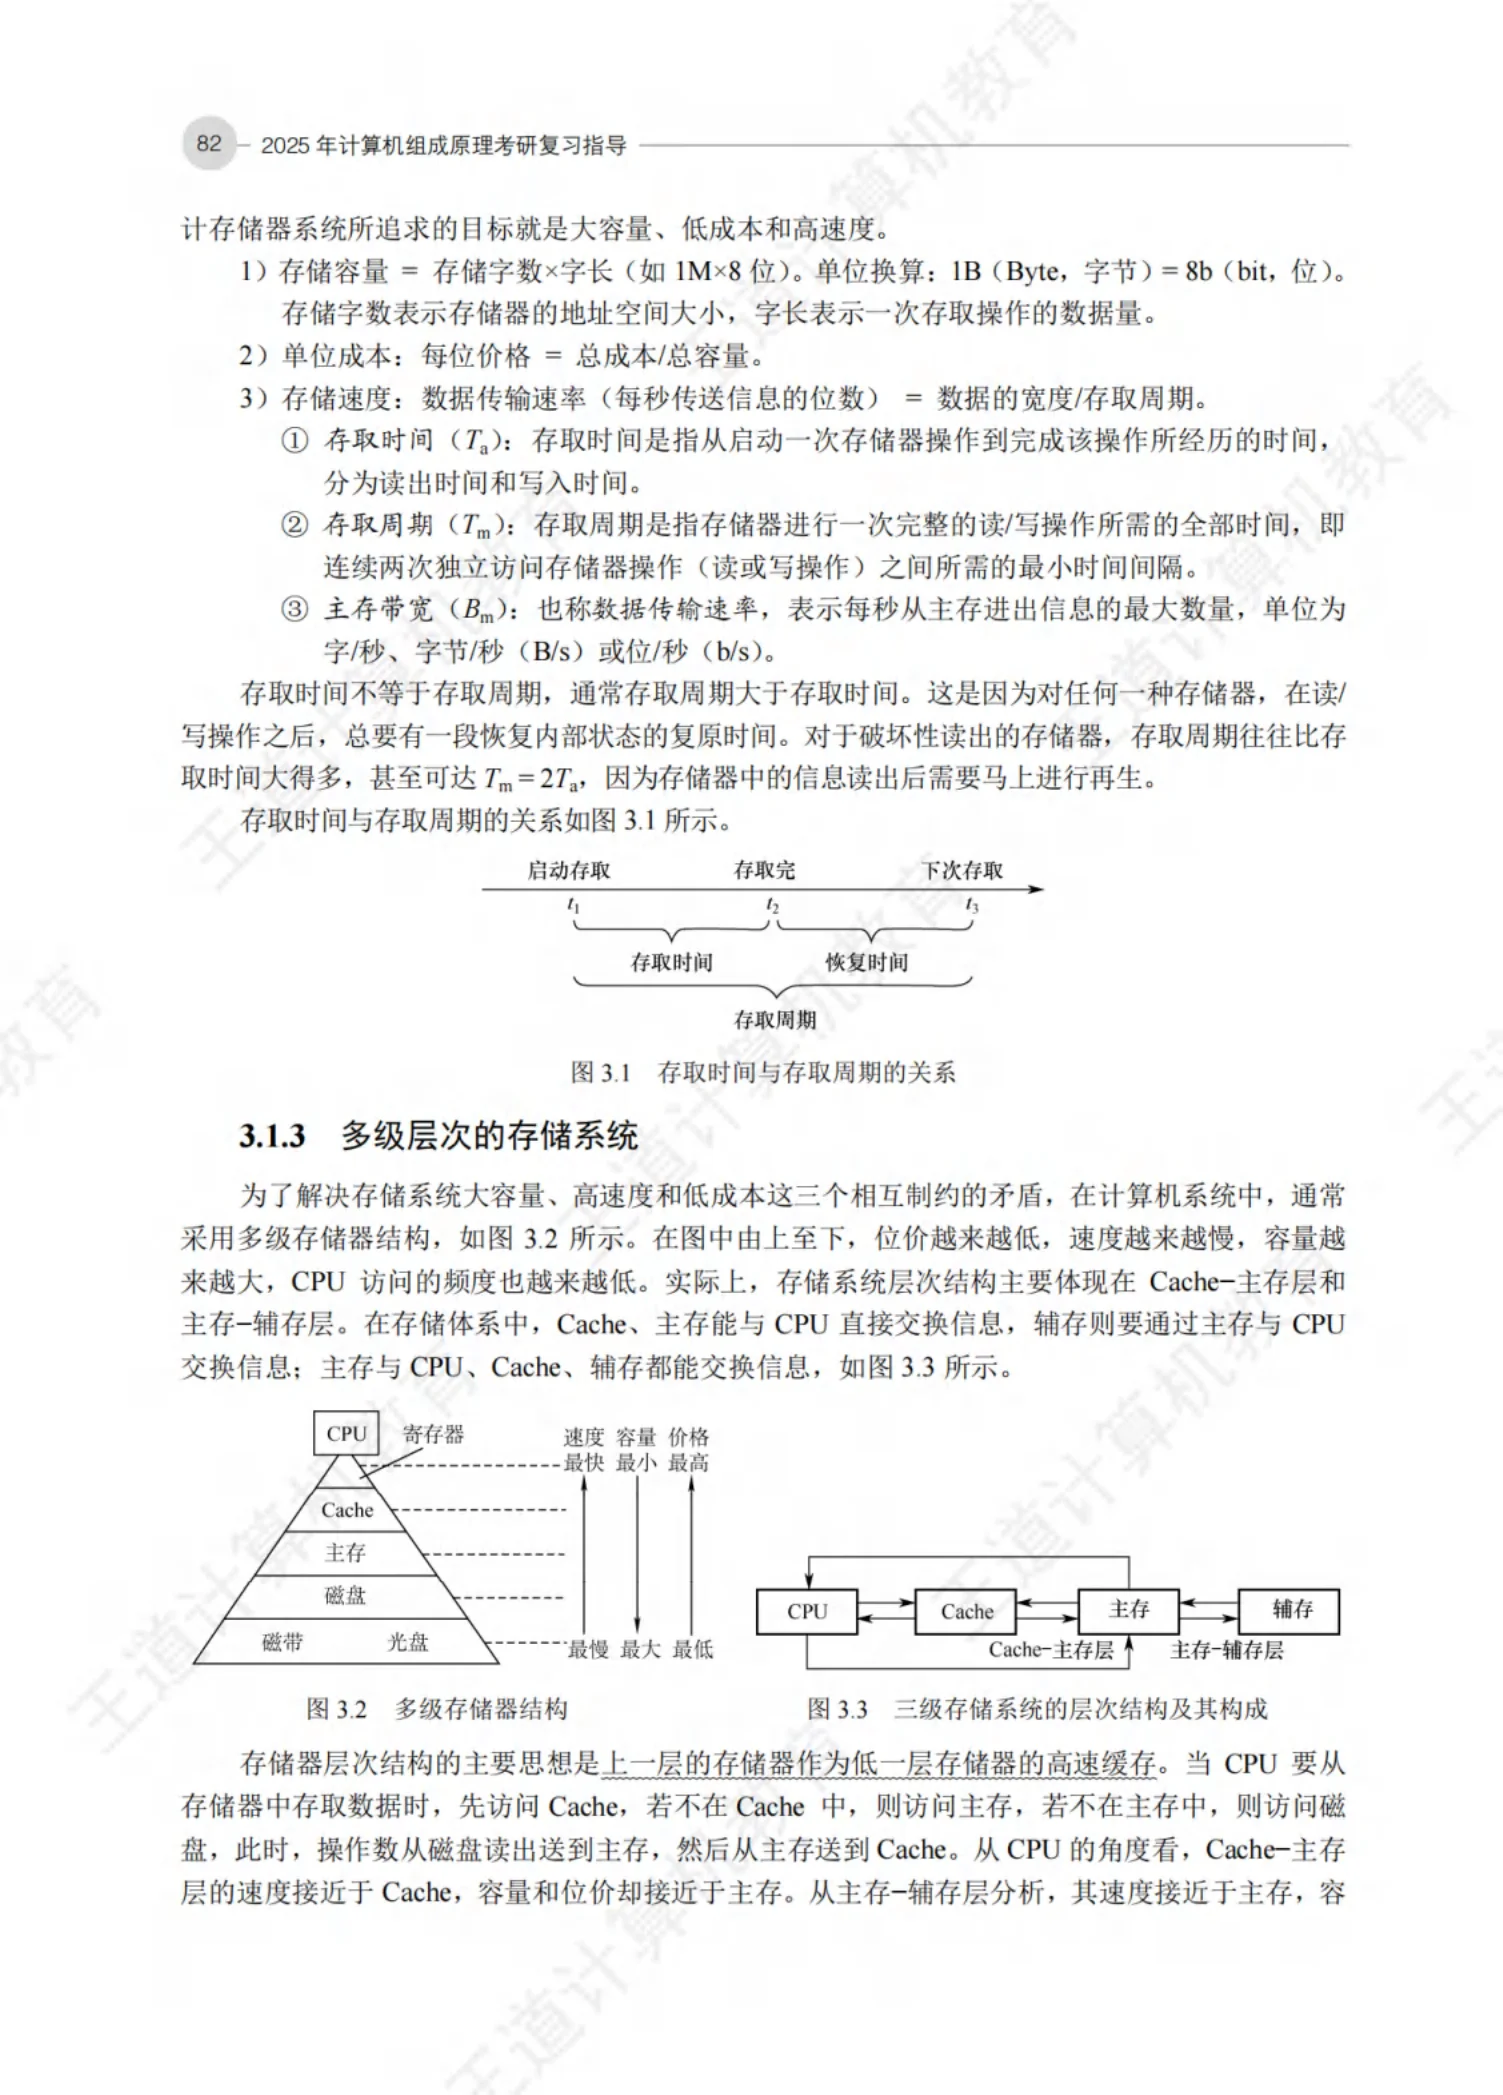 82 2025 年计算机组成原理考研复习指导
计存储器系统所追求的目标就是大容量、低成本和高速度。
1）存储容量 = 存储字数×字长（如 1M×8 位）。单位换算：1B（Byte，字节）= 8b（bit，位）。
存储字数表示存储器的地址空间大小，字长表示一次存取操作的数据量。
2）单位成本：每位价格 = 总成本/总容量。
3）存储速度：数据传输速率（每秒传送信息的位数） = 数据的宽度/存取周期。
① 存取时间（Ta）：存取时间是指从启动一次存储器操作到完成该操作所经历的时间，
分为读出时间和写入时间。
② 存取周期（Tm）：存取周期是指存储器进行一次完整的读/写操作所需的全部时间，即
连续两次独立访问存储器操作（读或写操作）之间所需的最小时间间隔。
③ 主存带宽（Bm）：也称数据传输速率，表示每秒从主存进出信息的最大数量，单位为
字/秒、字节/秒（B/s）或位/秒（b/s）。
存取时间不等于存取周期，通常存取周期大于存取时间。这是因为对任何一种存储器，在读/
写操作之后，总要有一段恢复内部状态的复原时间。对于破坏性读出的存储器，存取周期往往比存
取时间大得多，甚至可达 Tm = 2Ta，因为存储器中的信息读出后需要马上进行再生。
存取时间与存取周期的关系如图 3.1 所示。
启动存取 存取完 下次存取
t1 t2 t3
存取时间 恢复时间
存取周期
图 3.1 存取时间与存取周期的关系
3.1.3 多级层次的存储系统
为了解决存储系统大容量、高速度和低成本这三个相互制约的矛盾，在计算机系统中，通常
采用多级存储器结构，如图 3.2 所示。在图中由上至下，位价越来越低，速度越来越慢，容量越
来越大，CPU 访问的频度也越来越低。实际上，存储系统层次结构主要体现在 Cache–主存层和
主存–辅存层。在存储体系中，Cache、主存能与 CPU 直接交换信息，辅存则要通过主存与 CPU
交换信息；主存与 CPU、Cache、辅存都能交换信息，如图 3.3 所示。
CPU 寄存器 速度 容量 价格
最快 最小 最高
Cache
主存
磁盘
磁带 光盘 最慢 最大 最低
CPU Cache 主存 辅存
Cache–主存层 主存–辅存层
图 3.2 多级存储器结构 图 3.3 三级存储系统的层次结构及其构成
存储器层次结构的主要思想是上一层的存储器作为低一层存储器的高速缓存。当 CPU 要从
存储器中存取数据时，先访问 Cache，若不在 Cache 中，则访问主存，若不在主存中，则访问磁
盘，此时，操作数从磁盘读出送到主存，然后从主存送到 Cache。从 CPU 的角度看，Cache–主存
层的速度接近于 Cache，容量和位价却接近于主存。从主存–辅存层分析，其速度接近于主存，容
王道计算机教育